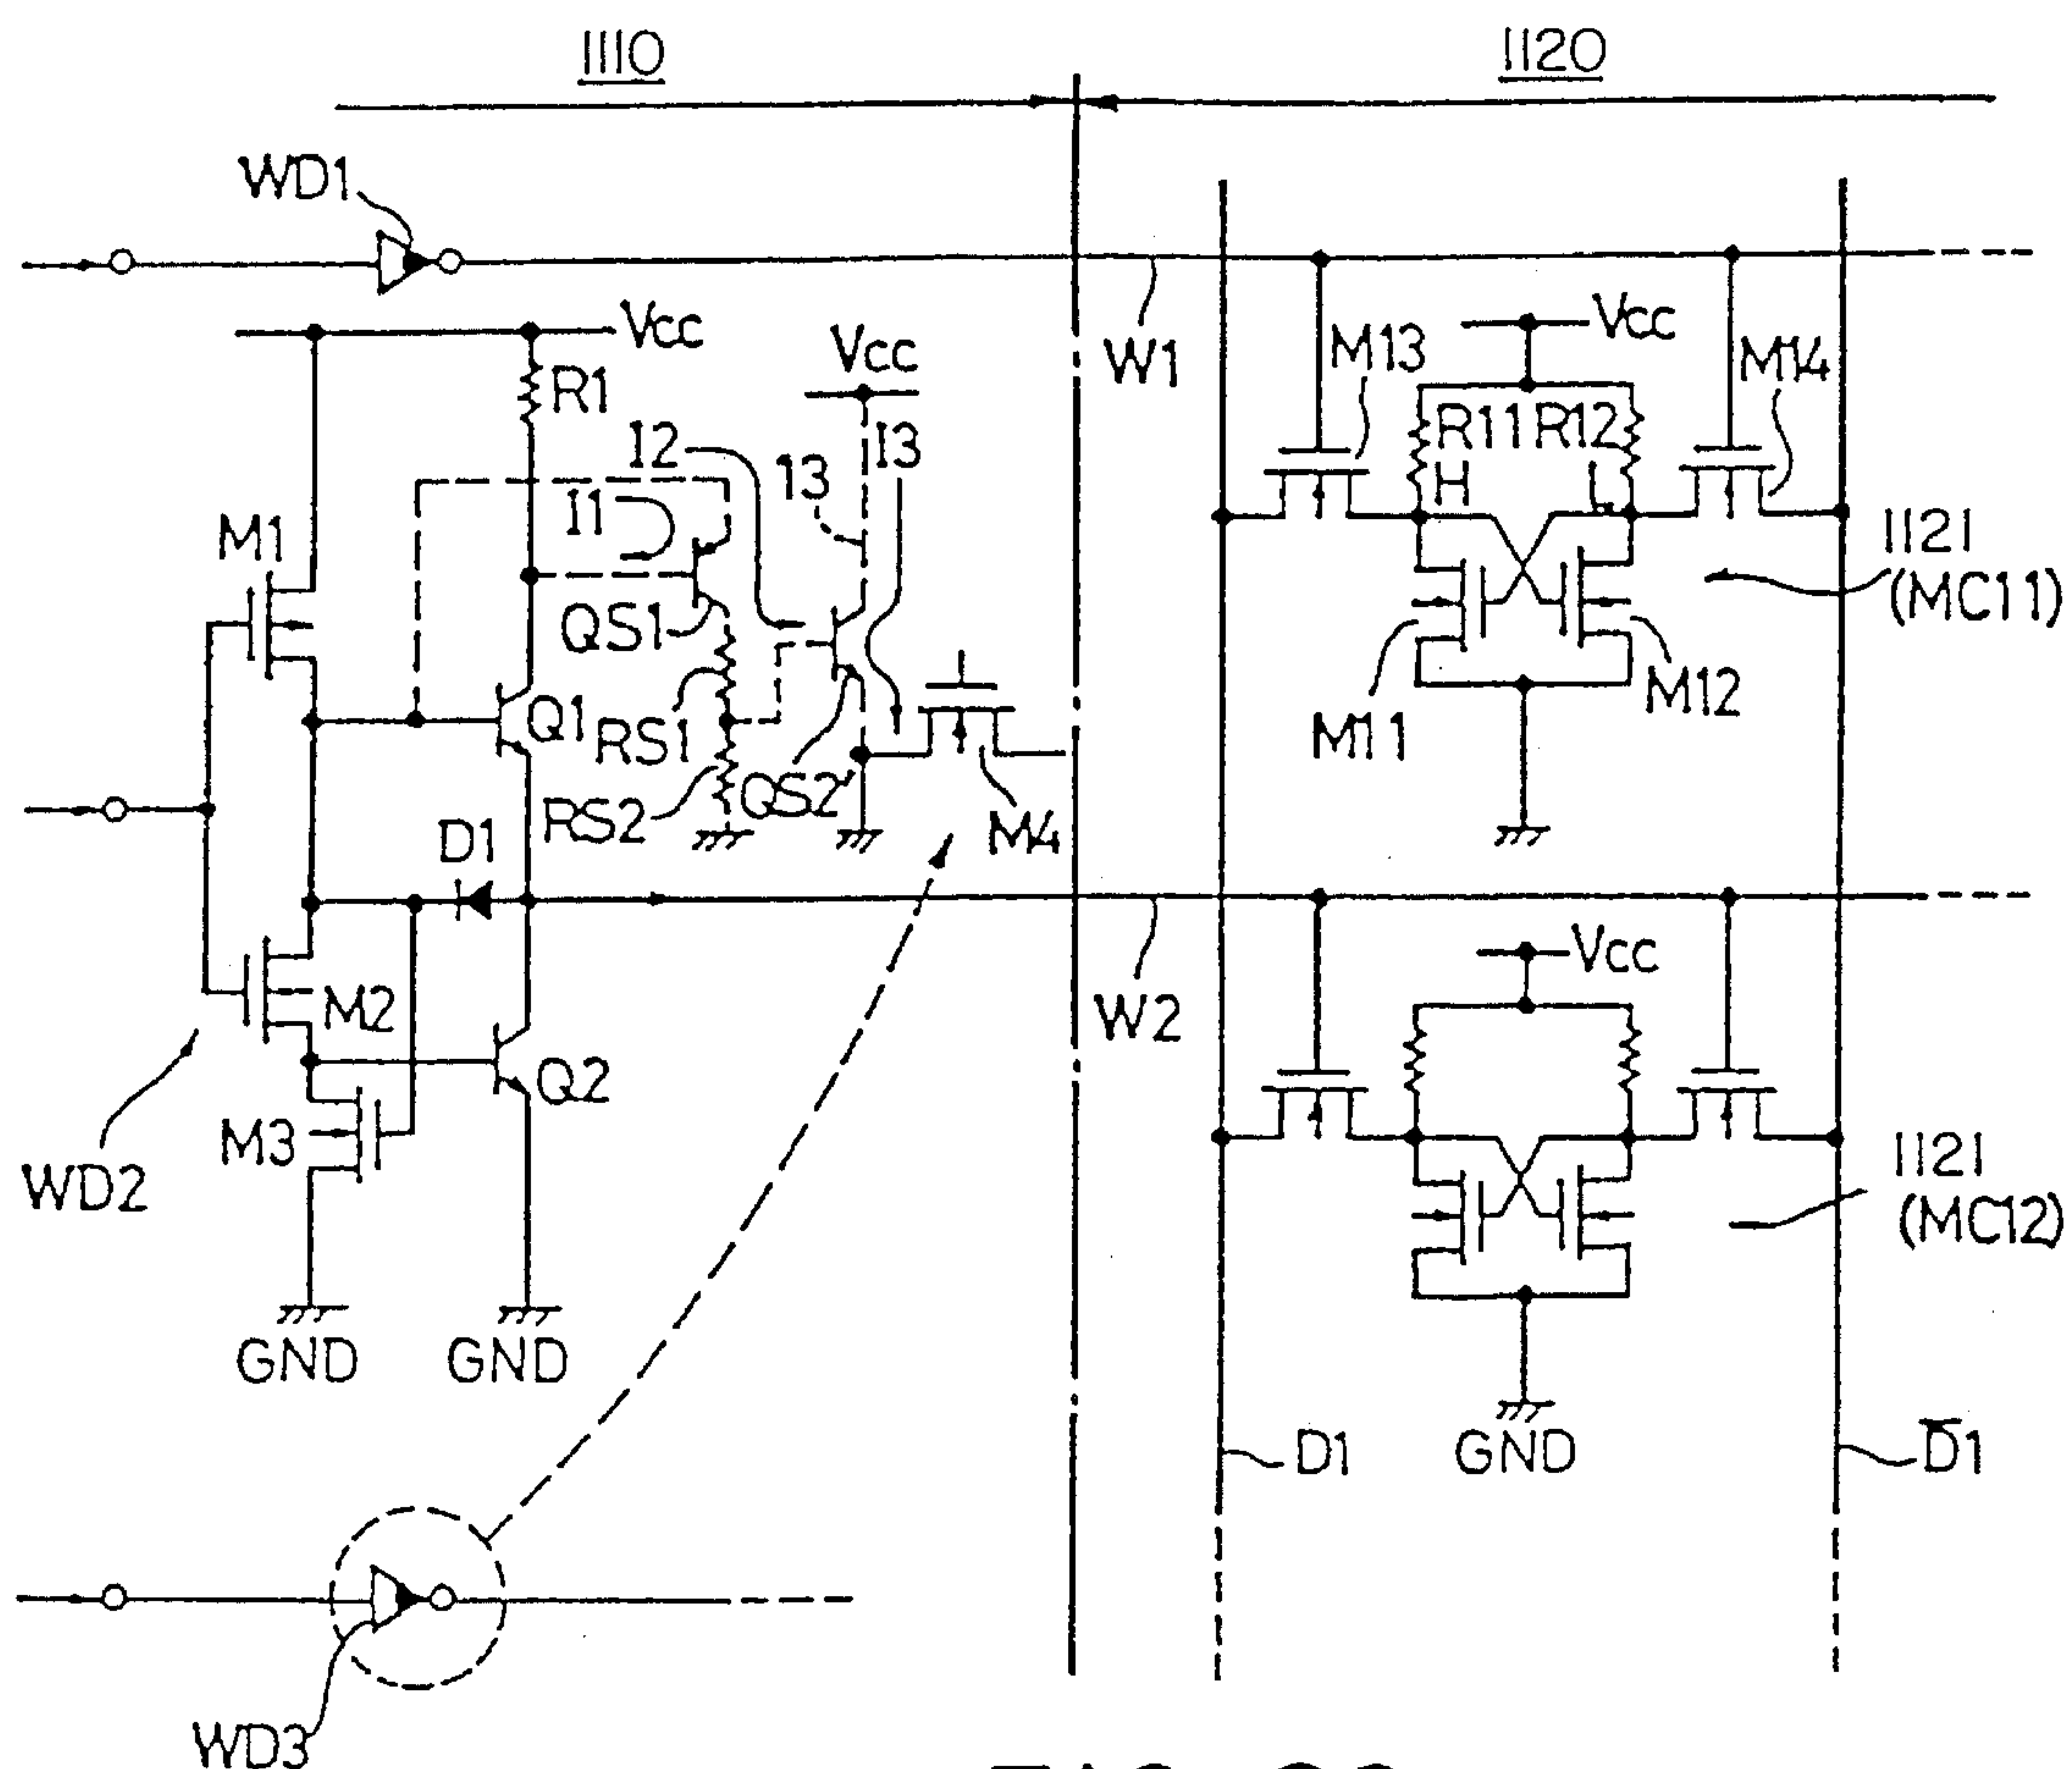 1110
1120
WD1
Vcc
Vcc
W1
M13
Vcc
M14
R1
I2
13
I3
R11
R12
H
L
I1
M1
QS1
1121
(MC11)
Q1
RS1
M12
M11
QS2
RS2
M4
D1
Vcc
W2
M2
Q2
M3
1121
(MC12)
WD2
GND
GND
D1
GND
D1
WD3